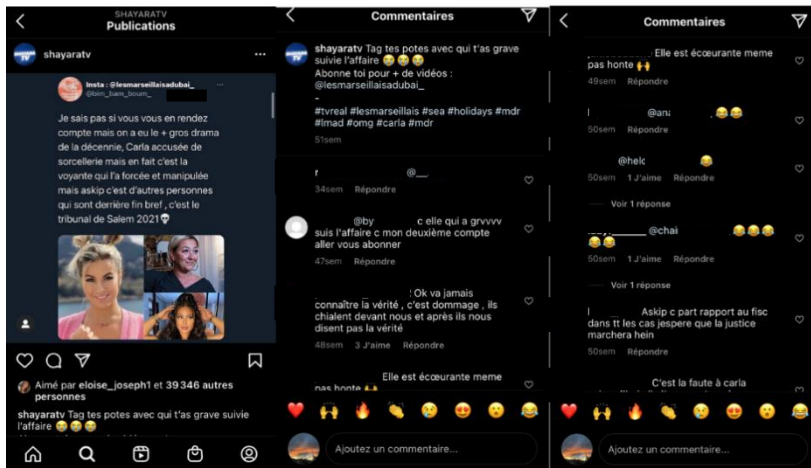 SHAYARATV
Publications
shayaratv
Insta : @lesmarseillaisadubai_
@bim_bam_boum_
Je sais pas si vous vous en rendez
compte mais on a eu le + gros drama
de la décennie, Carla accusée de
sorcellerie mais en fait c'est la
voyante qui l'a forcée et manipulée
mais askip c'est d'autres personnes
qui sont derrière fin bref , c'est le
tribunal de Salem 2021💀
Aimé par eloise_joseph1 et 39 346 autres
personnes
shayaratv Tag tes potes avec qui t'as grave suivie
l'affaire 😭😭😭
Commentaires
shayaratv Tag tes potes avec qui t'as grave
suivie l'affaire 😭😭😭
Abonne toi pour + de vidéos :
@lesmarseillaisadubai_
-
#tvreal #lesmarseillais #sea #holidays #mdr
#lmad #omg #carla #mdr
51sem
r @__.
34sem Répondre
@by c elle qui a grvvvv
suis l'affaire c mon deuxième compte
aller vous abonner
47sem Répondre
Ok va jamais
connaître la vérité , c'est dommage , ils
chialent devant nous et après ils nous
disent pas la vérité
48sem 3 J'aime Répondre
Elle est écœurante meme
pas honte 🙌
❤️ 🙌 🔥 👏 😢 😍 😮 😂
Ajoutez un commentaire...
Commentaires
Elle est écœurante meme
pas honte 🙌
49sem Répondre
@ana 😂😂
50sem Répondre
@helo 😂
50sem 1 J'aime Répondre
Voir 1 réponse
@chai 😂😂😂
😂😂
50sem 1 J'aime Répondre
Voir 1 réponse
Askip c part rapport au fisc
dans tt les cas jespere que la justice
marchera hein
50sem Répondre
C'est la faute à carla
❤️ 🙌 🔥 👏 😢 😍 😮 😂
Ajoutez un commentaire...